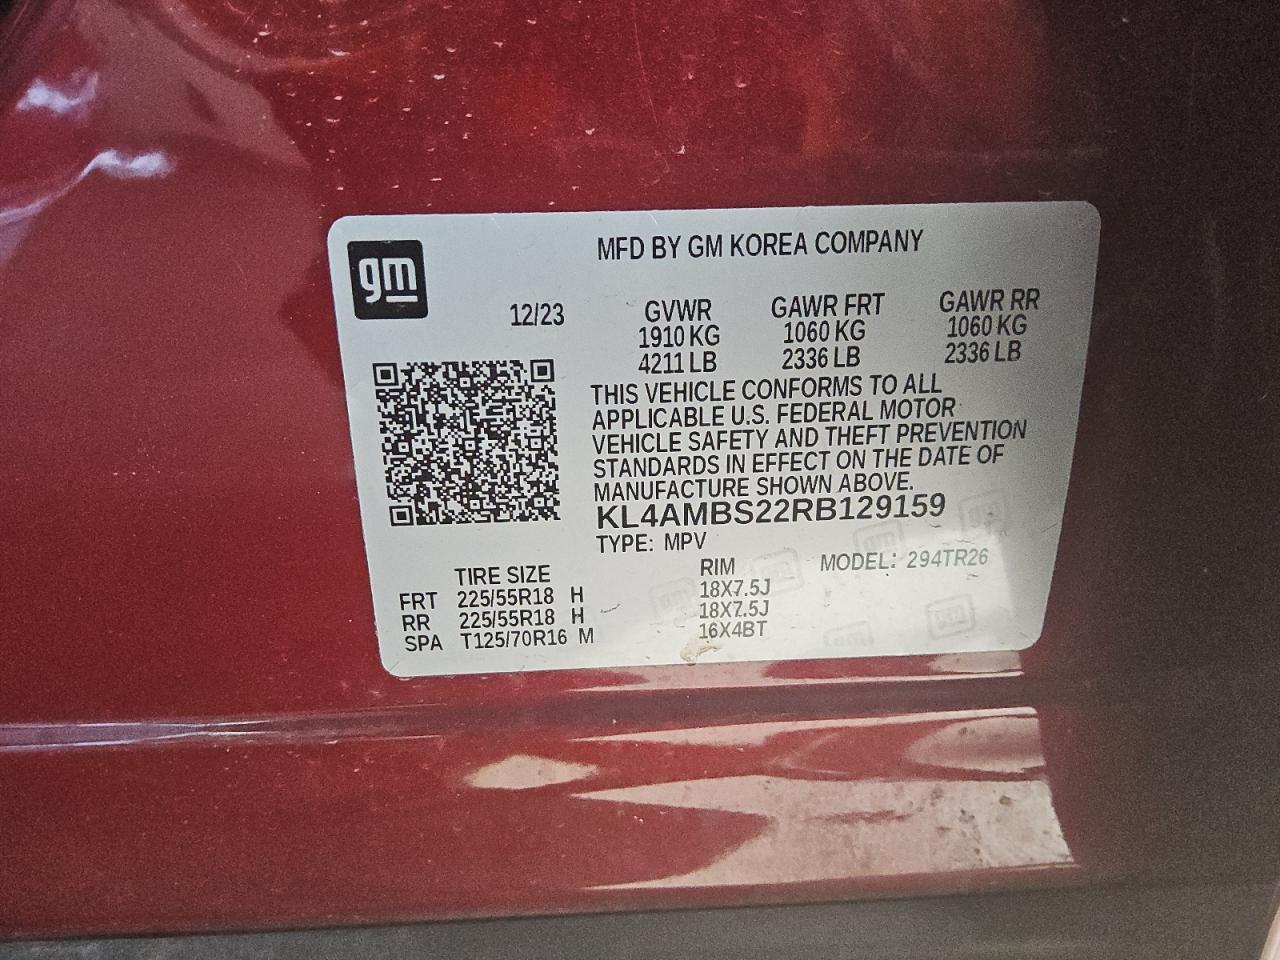 gm
MFD BY GM KOREA COMPANY
12/23 GVWR GAWR FRT GAWR RR
1910 KG 1060 KG 1060 KG
4211 LB 2336 LB 2336 LB
THIS VEHICLE CONFORMS TO ALL
APPLICABLE U.S. FEDERAL MOTOR
VEHICLE SAFETY AND THEFT PREVENTION
STANDARDS IN EFFECT ON THE DATE OF
MANUFACTURE SHOWN ABOVE.
KL4AMBS22RB129159
TYPE: MPV
TIRE SIZE RIM MODEL: 294TR26
FRT 225/55R18 H 18X7.5J
RR 225/55R18 H 18X7.5J
SPA T125/70R16 M 16X4BT